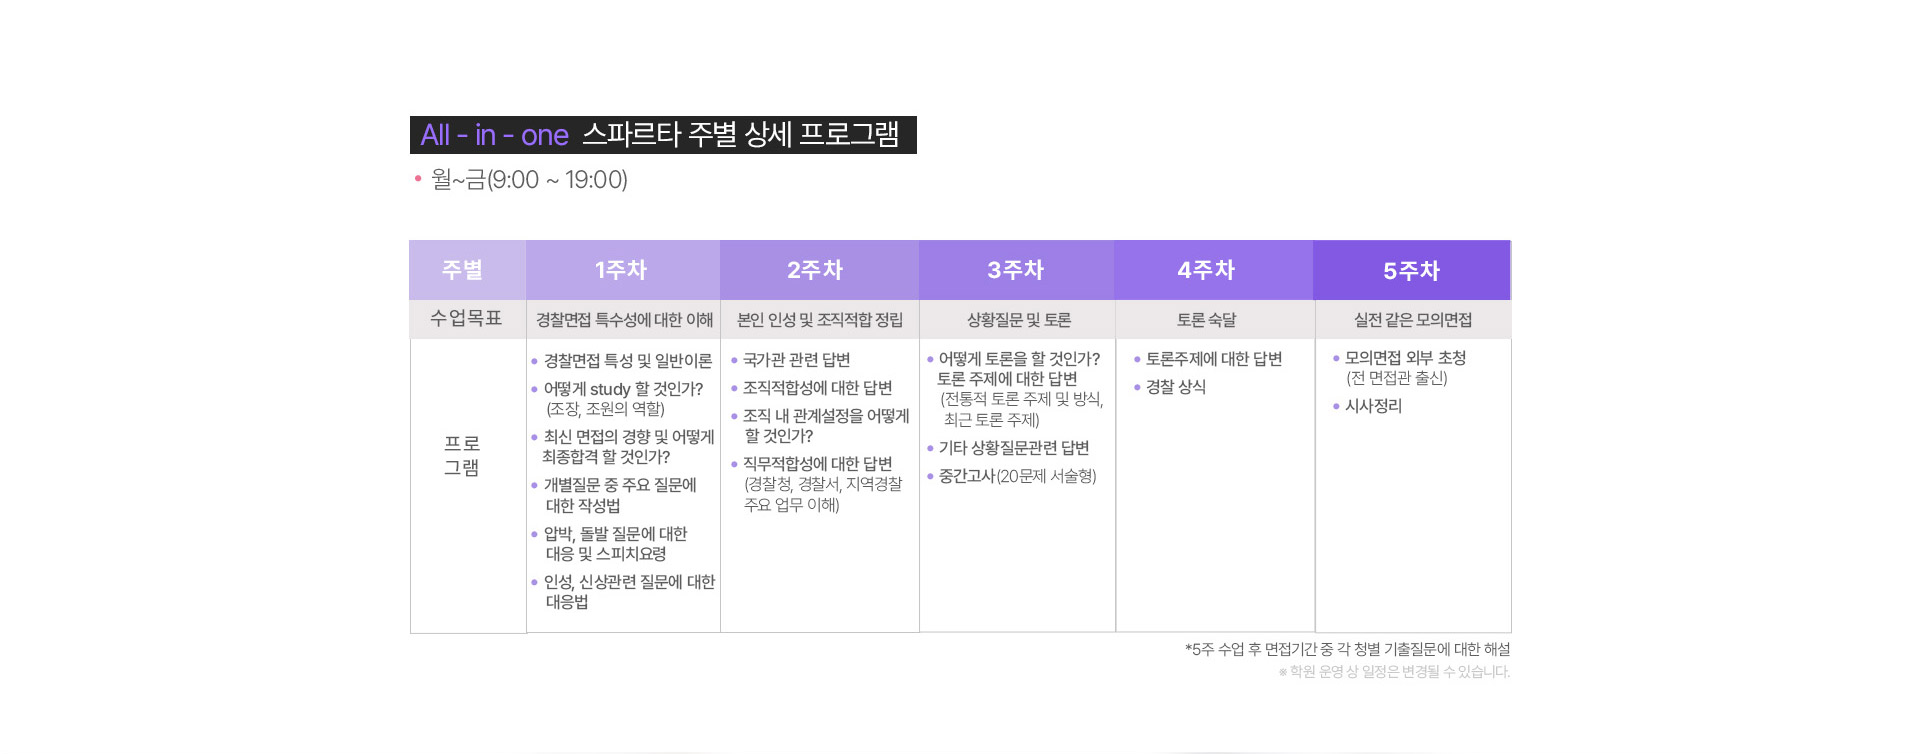 All - in - one 스파르타 주별 상세 프로그램
• 월~금(9:00 ~ 19:00)
주별
1주차
2주차
3주차
4주차
5주차
수업목표
경찰면접 특수성에 대한 이해
본인 인성 및 조직적합 정립
상황질문 및 토론
토론 숙달
실전 같은 모의면접
프로
그램
• 경찰면접 특성 및 일반이론
• 어떻게 study 할 것인가?
(조장, 조원의 역할)
• 최신 면접의 경향 및 어떻게
최종합격 할 것인가?
• 개별질문 중 주요 질문에
대한 작성법
• 압박, 돌발 질문에 대한
대응 및 스피치요령
• 인성, 신상관련 질문에 대한
대응법
• 국가관 관련 답변
• 조직적합성에 대한 답변
• 조직 내 관계설정을 어떻게
할 것인가?
• 직무적합성에 대한 답변
(경찰청, 경찰서, 지역경찰
주요 업무 이해)
• 어떻게 토론을 할 것인가?
토론 주제에 대한 답변
(전통적 토론 주제 및 방식,
최근 토론 주제)
• 기타 상황질문관련 답변
• 중간고사(20문제 서술형)
• 토론주제에 대한 답변
• 경찰 상식
• 모의면접 외부 초청
(전 면접관 출신)
• 시사정리
*5주 수업 후 면접기간 중 각 청별 기출질문에 대한 해설
※ 학원 운영 상 일정은 변경될 수 있습니다.